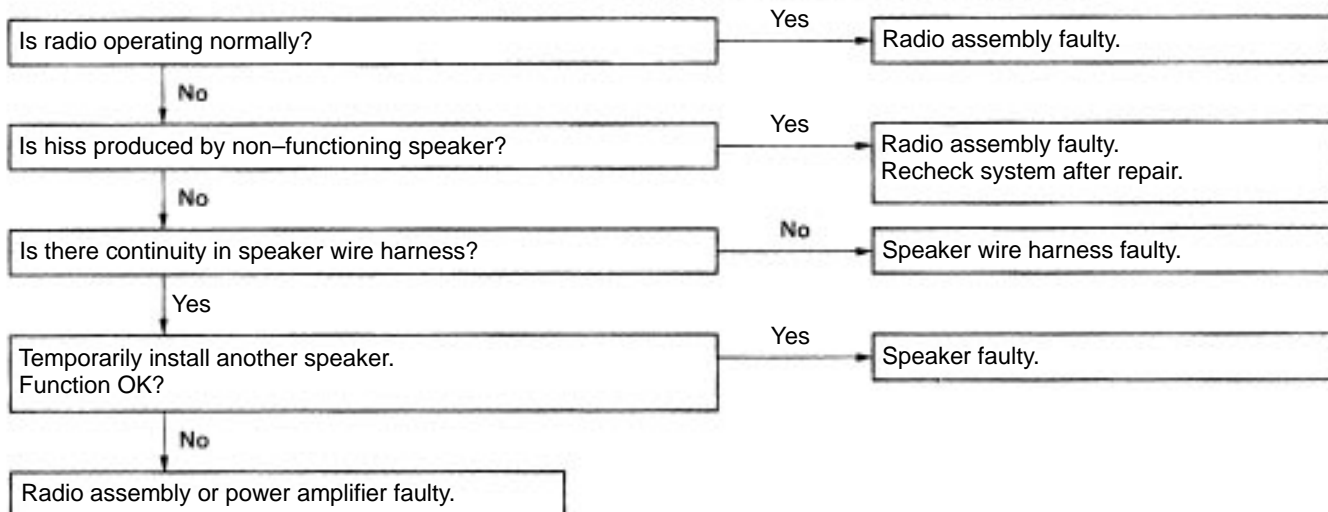 Is radio operating normally?
Yes
Radio assembly faulty.
No
Is hiss produced by non–functioning speaker?
Yes
Radio assembly faulty.
Recheck system after repair.
No
Is there continuity in speaker wire harness?
No
Speaker wire harness faulty.
Yes
Temporarily install another speaker.
Function OK?
Yes
Speaker faulty.
No
Radio assembly or power amplifier faulty.